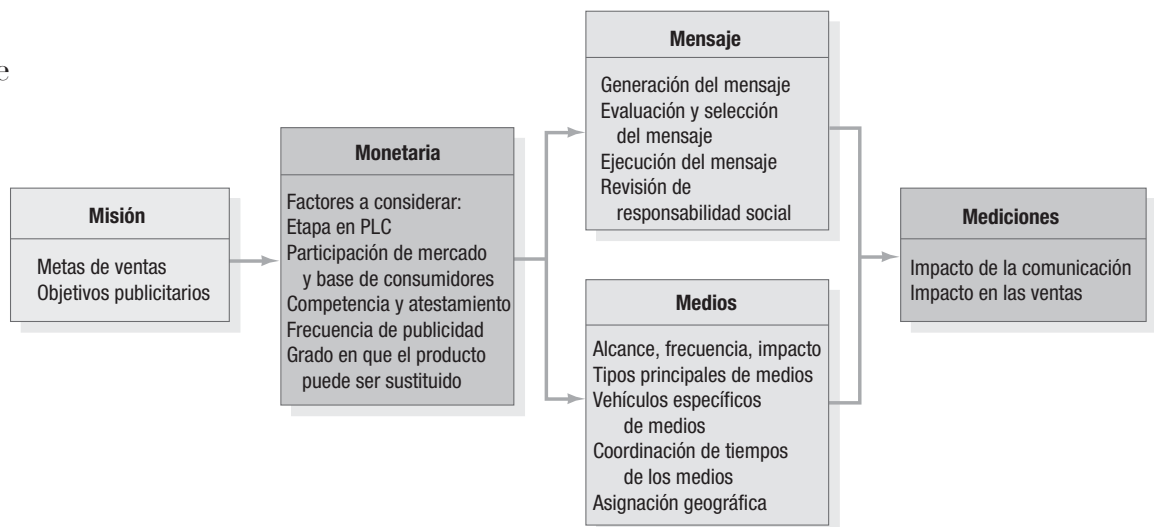 e
Misión
Metas de ventas
Objetivos publicitarios
Monetaria
Factores a considerar:
Etapa en PLC
Participación de mercado
y base de consumidores
Competencia y atestamiento
Frecuencia de publicidad
Grado en que el producto
puede ser sustituido
Mensaje
Generación del mensaje
Evaluación y selección
del mensaje
Ejecución del mensaje
Revisión de
responsabilidad social
Medios
Alcance, frecuencia, impacto
Tipos principales de medios
Vehículos específicos
de medios
Coordinación de tiempos
de los medios
Asignación geográfica
Mediciones
Impacto de la comunicación
Impacto en las ventas